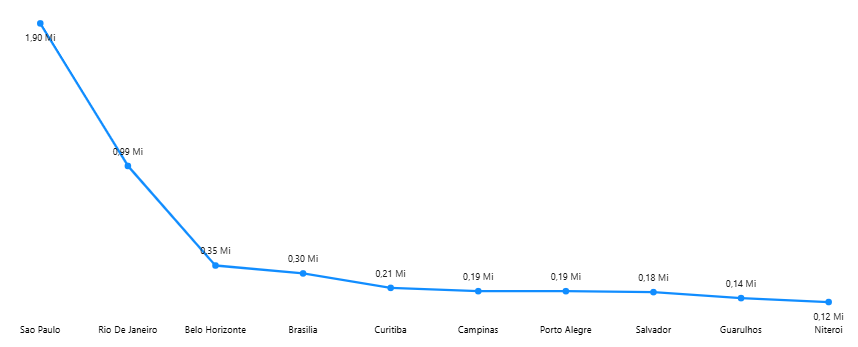 1,90 Mi
0,99 Mi
0,35 Mi
0,30 Mi
0,21 Mi
0,19 Mi
0,19 Mi
0,18 Mi
0,14 Mi
0,12 Mi
Sao Paulo
Rio De Janeiro
Belo Horizonte
Brasilia
Curitiba
Campinas
Porto Alegre
Salvador
Guarulhos
Niteroi